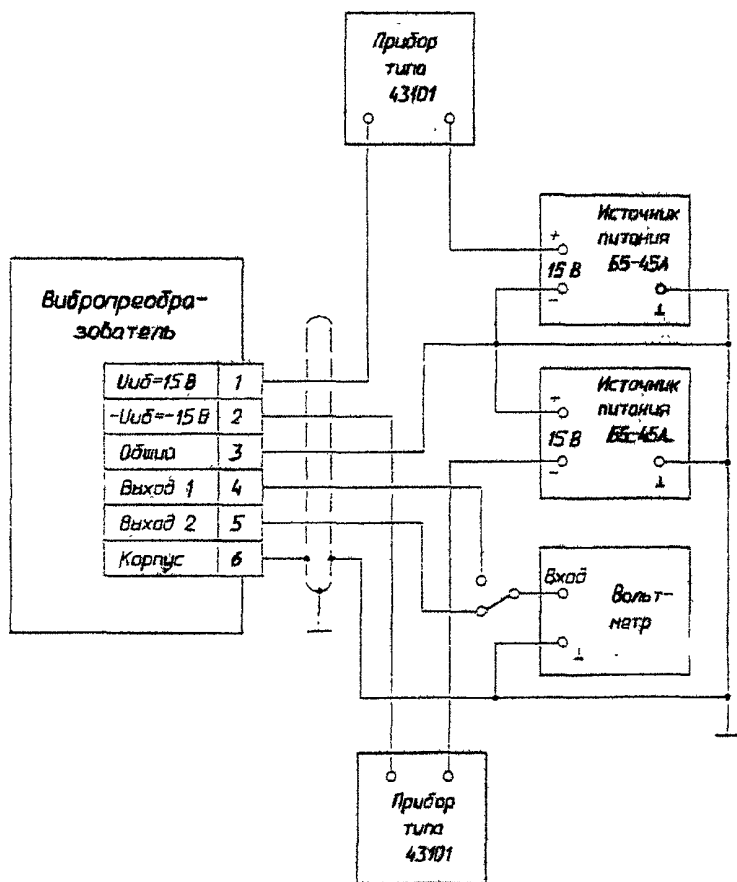 Прибор
типа
43101
Источник
питания
Б5-45А
+
15 В
-
⊥
Вибропреобра-
зователь
Uиб=15 В 1
-Uиб=-15 В 2
Общий 3
Выход 1 4
Выход 2 5
Корпус 6
Источник
питания
Б5-45А
+
15 В
-
⊥
Вход
Вольт-
метр
⊥
Прибор
типа
43101